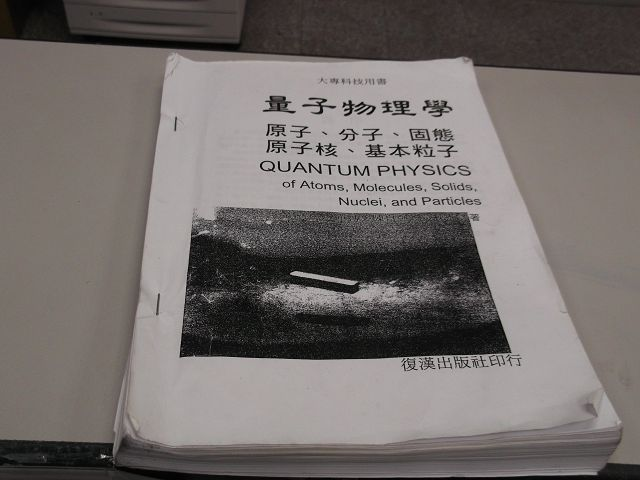 大專科技用書
量子物理學
原子、分子、固態
原子核、基本粒子
QUANTUM PHYSICS
of Atoms, Molecules, Solids,
Nuclei, and Particles
著
復漢出版社印行